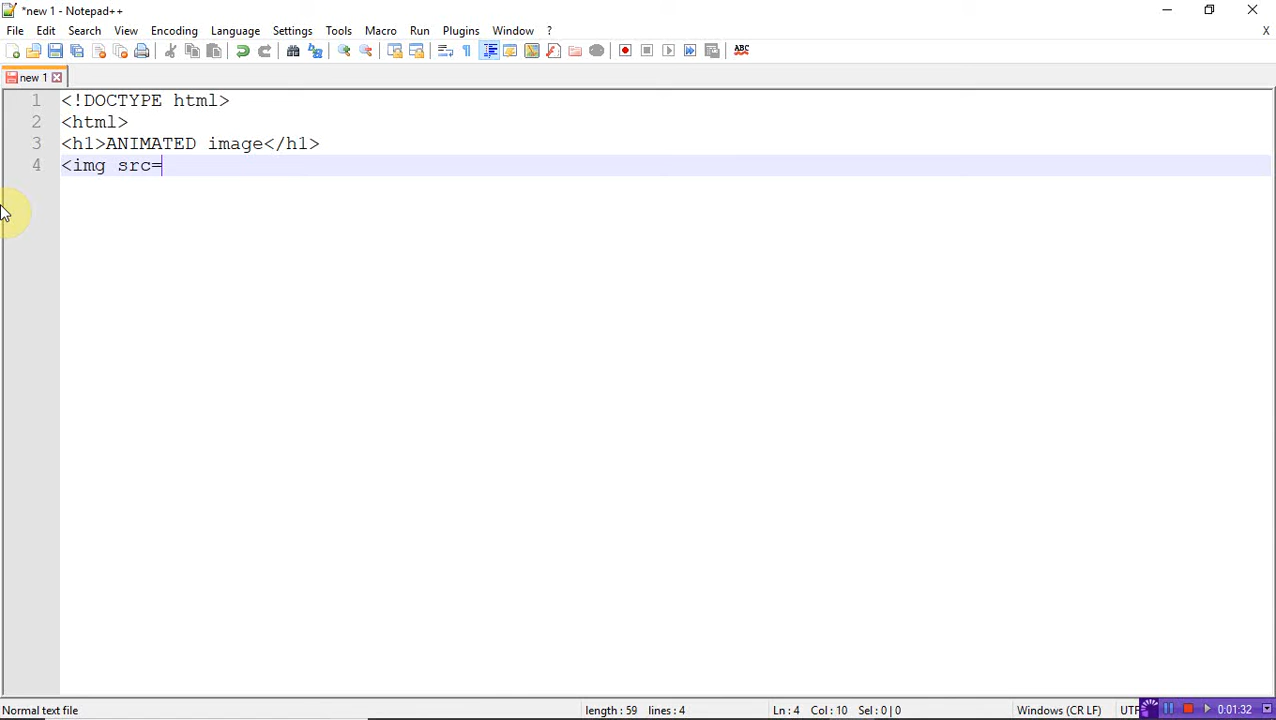 *new 1 - Notepad++
File Edit Search View Encoding Language Settings Tools Macro Run Plugins Window ? X
ABC
new 1
1 <!DOCTYPE html>
2 <html>
3 <h1>ANIMATED image</h1>
4 <img src=
Normal text file length : 59 lines : 4 Ln : 4 Col : 10 Sel : 0 | 0 Windows (CR LF) UTF 0:01:32